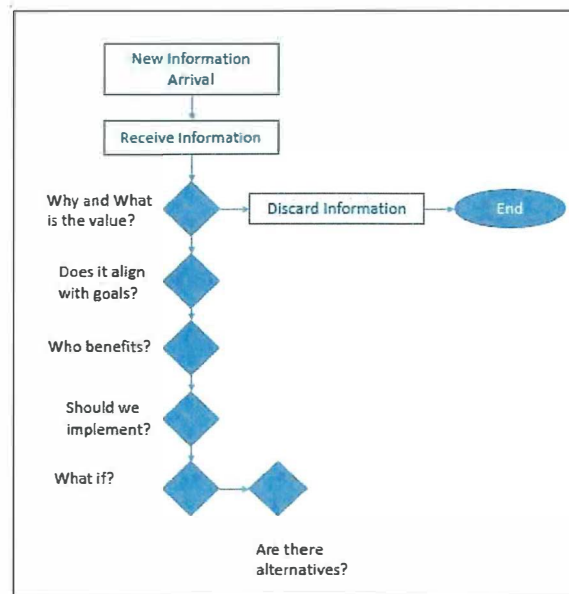 New Information
Arrival
Receive Information
Why and What
is the value?
Discard Information
End
Does it align
with goals?
Who benefits?
Should we
implement?
What if?
Are there
alternatives?